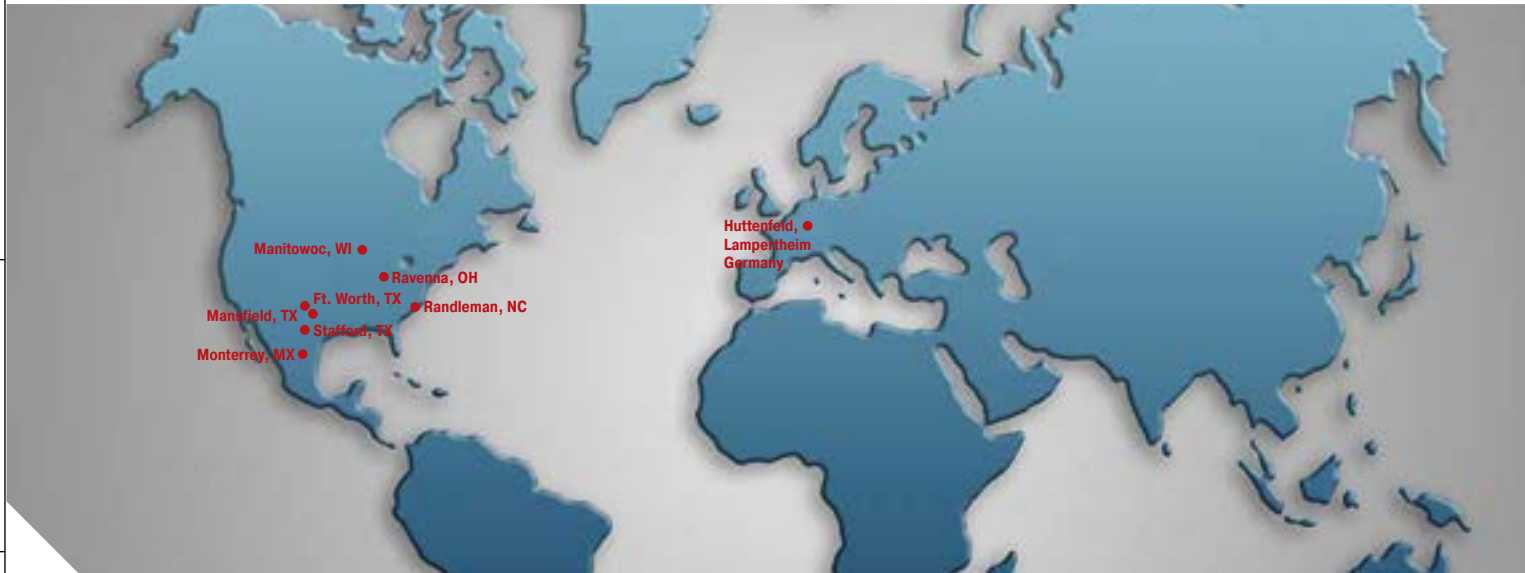 Manitowoc, WI
Ravenna, OH
Ft. Worth, TX
Mansfield, TX
Randleman, NC
Stafford, TX
Monterrey, MX
Huttenfeld,
Lampertheim
Germany